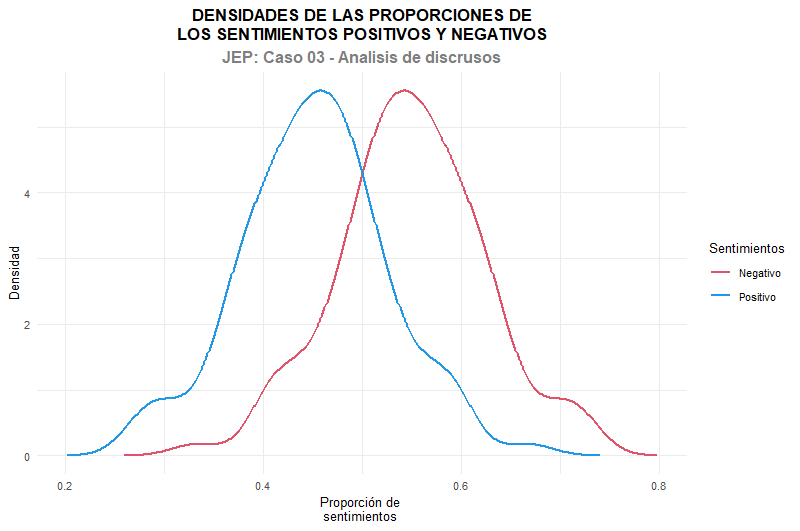 DENSIDADES DE LAS PROPORCIONES DE
LOS SENTIMIENTOS POSITIVOS Y NEGATIVOS
JEP: Caso 03 - Analisis de discrusos
Densidad
4
2
0
0.2
0.4
0.6
0.8
Proporción de
sentimientos
Sentimientos
Negativo
Positivo